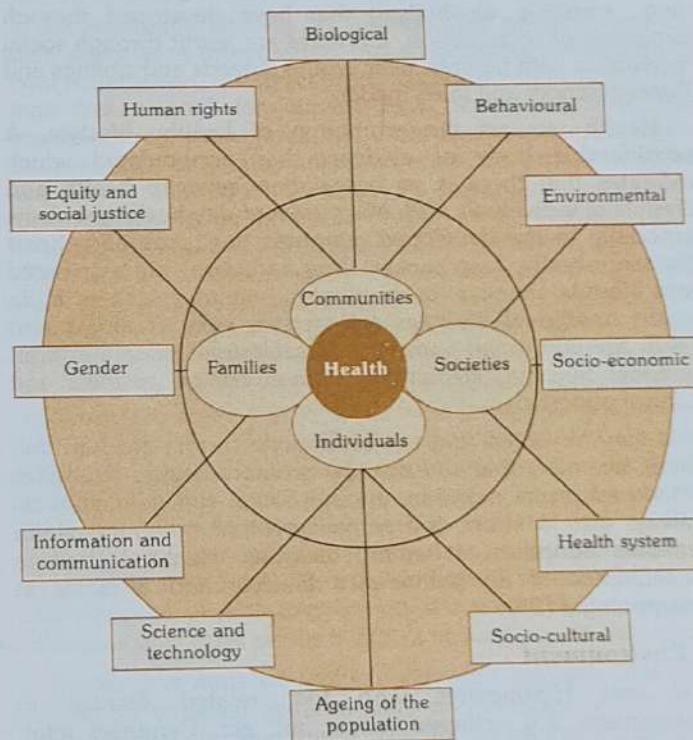 Biological
Human rights
Behavioural
Equity and
social justice
Environmental
Communities
Gender
Families
Health
Societies
Socio-economic
Individuals
Information and
communication
Health system
Science and
technology
Socio-cultural
Ageing of the
population